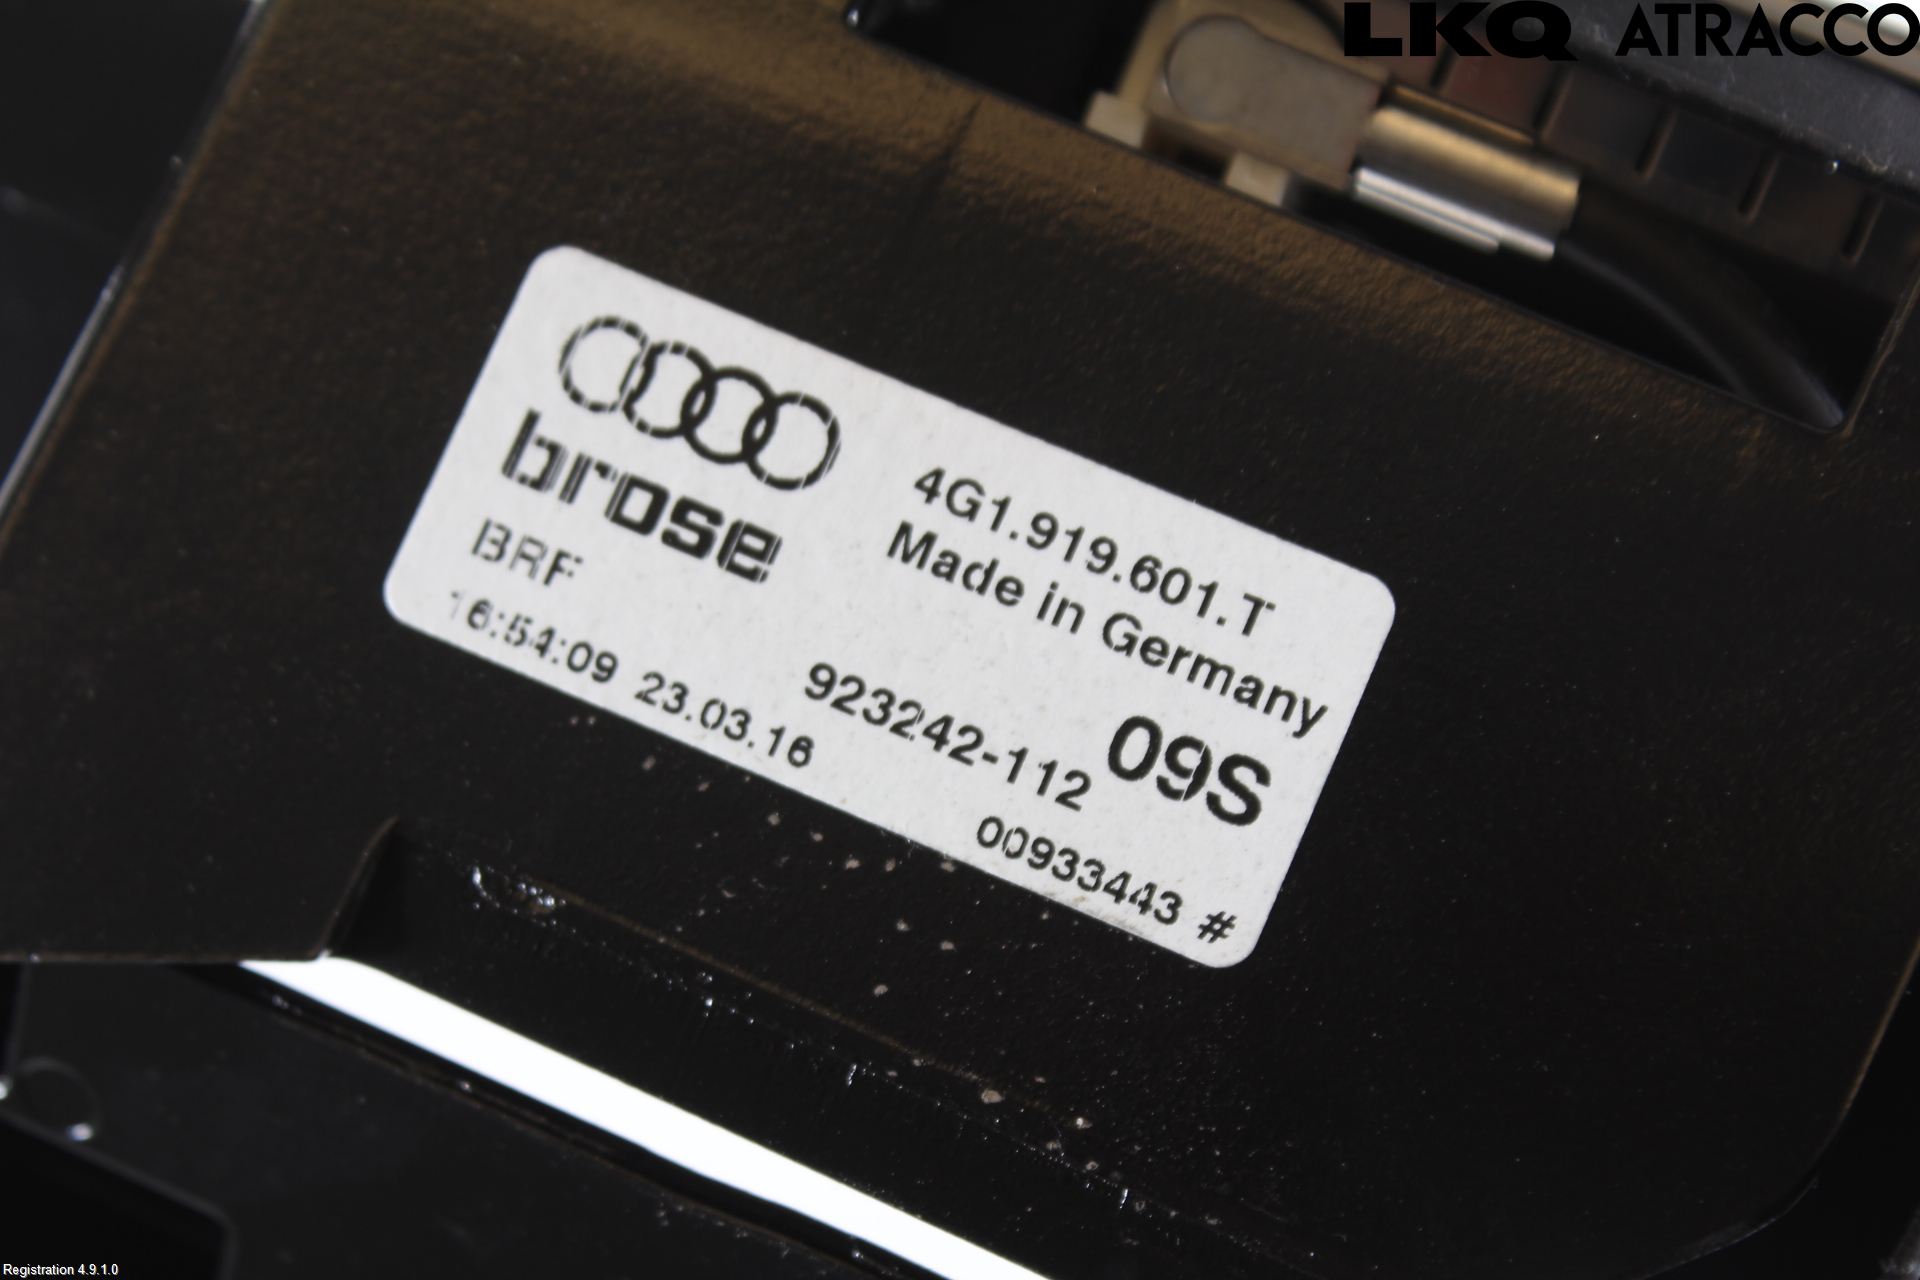 LKQ ATRACCO
brose
BRF
16:54:09 23.03.16
4G1.919.601.T
Made in Germany
923242-112
09S
00933443 #
Registration 4.9.1.0